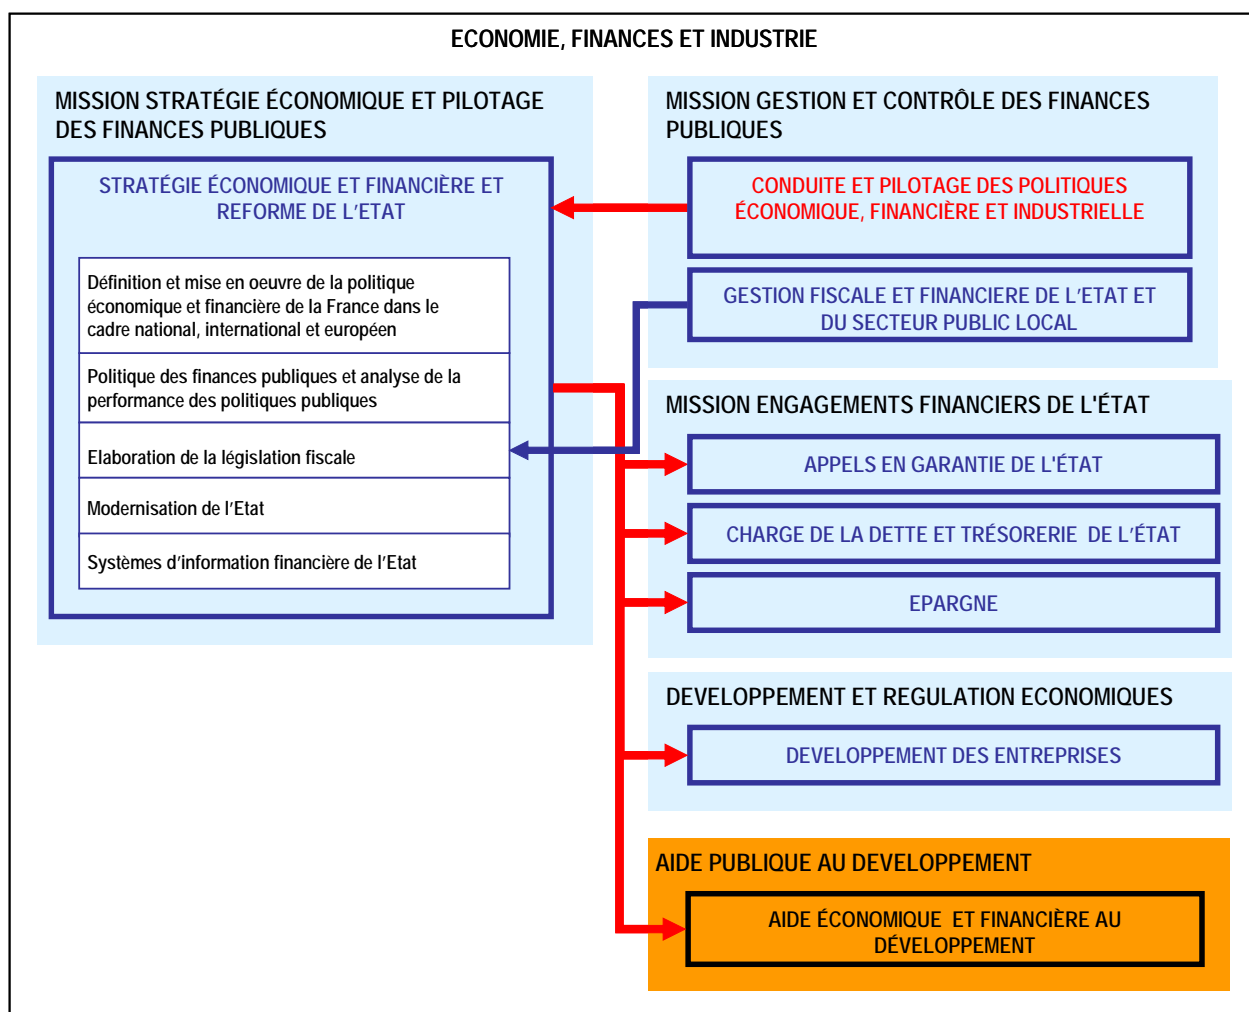 ECONOMIE, FINANCES ET INDUSTRIE
MISSION STRATÉGIE ÉCONOMIQUE ET PILOTAGE
DES FINANCES PUBLIQUES
STRATÉGIE ÉCONOMIQUE ET FINANCIÈRE ET
REFORME DE L'ETAT
Définition et mise en oeuvre de la politique
économique et financière de la France dans le
cadre national, international et européen
Politique des finances publiques et analyse de la
performance des politiques publiques
Elaboration de la législation fiscale
Modernisation de l'Etat
Systèmes d'information financière de l'Etat
MISSION GESTION ET CONTRÔLE DES FINANCES
PUBLIQUES
CONDUITE ET PILOTAGE DES POLITIQUES
ÉCONOMIQUE, FINANCIÈRE ET INDUSTRIELLE
GESTION FISCALE ET FINANCIERE DE L'ETAT ET
DU SECTEUR PUBLIC LOCAL
MISSION ENGAGEMENTS FINANCIERS DE L'ÉTAT
APPELS EN GARANTIE DE L'ÉTAT
CHARGE DE LA DETTE ET TRÉSORERIE DE L'ÉTAT
EPARGNE
DEVELOPPEMENT ET REGULATION ECONOMIQUES
DEVELOPPEMENT DES ENTREPRISES
AIDE PUBLIQUE AU DEVELOPPEMENT
AIDE ÉCONOMIQUE ET FINANCIÈRE AU
DÉVELOPPEMENT